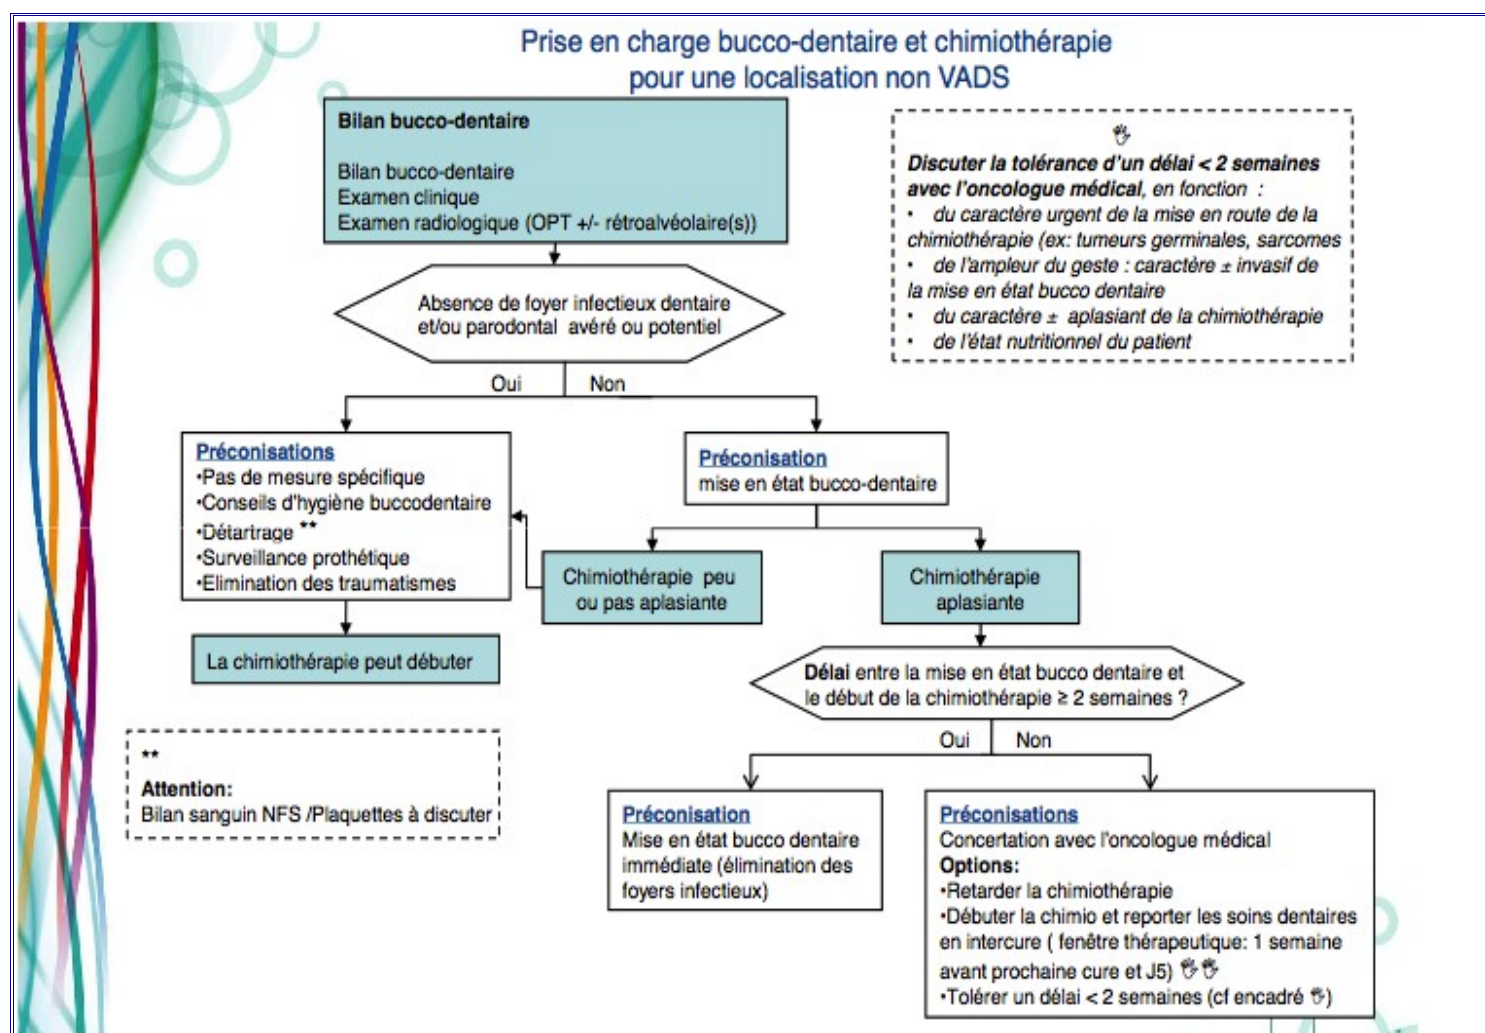 Prise en charge bucco-dentaire et chimiothérapie
pour une localisation non VADS
Bilan bucco-dentaire
Bilan bucco-dentaire
Examen clinique
Examen radiologique (OPT +/- rétroalvéolaire(s))
Discuter la tolérance d'un délai < 2 semaines
avec l'oncologue médical, en fonction :
• du caractère urgent de la mise en route de la
chimiothérapie (ex: tumeurs germinales, sarcomes
• de l'ampleur du geste : caractère ± invasif de
la mise en état bucco dentaire
• du caractère ± aplasiant de la chimiothérapie
• de l'état nutritionnel du patient
Absence de foyer infectieux dentaire
et/ou parodontal avéré ou potentiel
Oui Non
Préconisations
•Pas de mesure spécifique
•Conseils d'hygiène buccodentaire
•Détartrage **
•Surveillance prothétique
•Elimination des traumatismes
Préconisation
mise en état bucco-dentaire
Chimiothérapie peu
ou pas aplasiante
Chimiothérapie
aplasiante
La chimiothérapie peut débuter
Délai entre la mise en état bucco dentaire et
le début de la chimiothérapie ≥ 2 semaines ?
Oui Non
**
Attention:
Bilan sanguin NFS /Plaquettes à discuter
Préconisation
Mise en état bucco dentaire
immédiate (élimination des
foyers infectieux)
Préconisations
Concertation avec l'oncologue médical
Options:
•Retarder la chimiothérapie
•Débuter la chimio et reporter les soins dentaires
en intercure ( fenêtre thérapeutique: 1 semaine
avant prochaine cure et J5) 🖐🖐
•Tolérer un délai < 2 semaines (cf encadré 🖐)